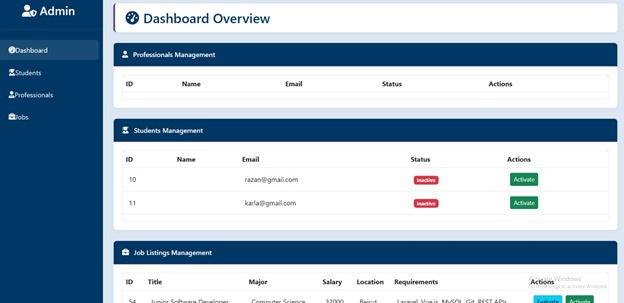 Admin
Dashboard
Students
Professionals
Jobs
Dashboard Overview
Professionals Management
ID Name Email Status Actions
Students Management
ID Name Email Status Actions
10 razan@gmail.com inactive Activate
11 karla@gmail.com inactive Activate
Job Listings Management
ID Title Major Salary Location Requirements Actions
54 Junior Software Developer Computer Science 32000 Beirut Laravel, Vue.js, MySQL, Git, REST APIs Evaluate Activate
Activate Windows
Go to Settings to activate Windows.